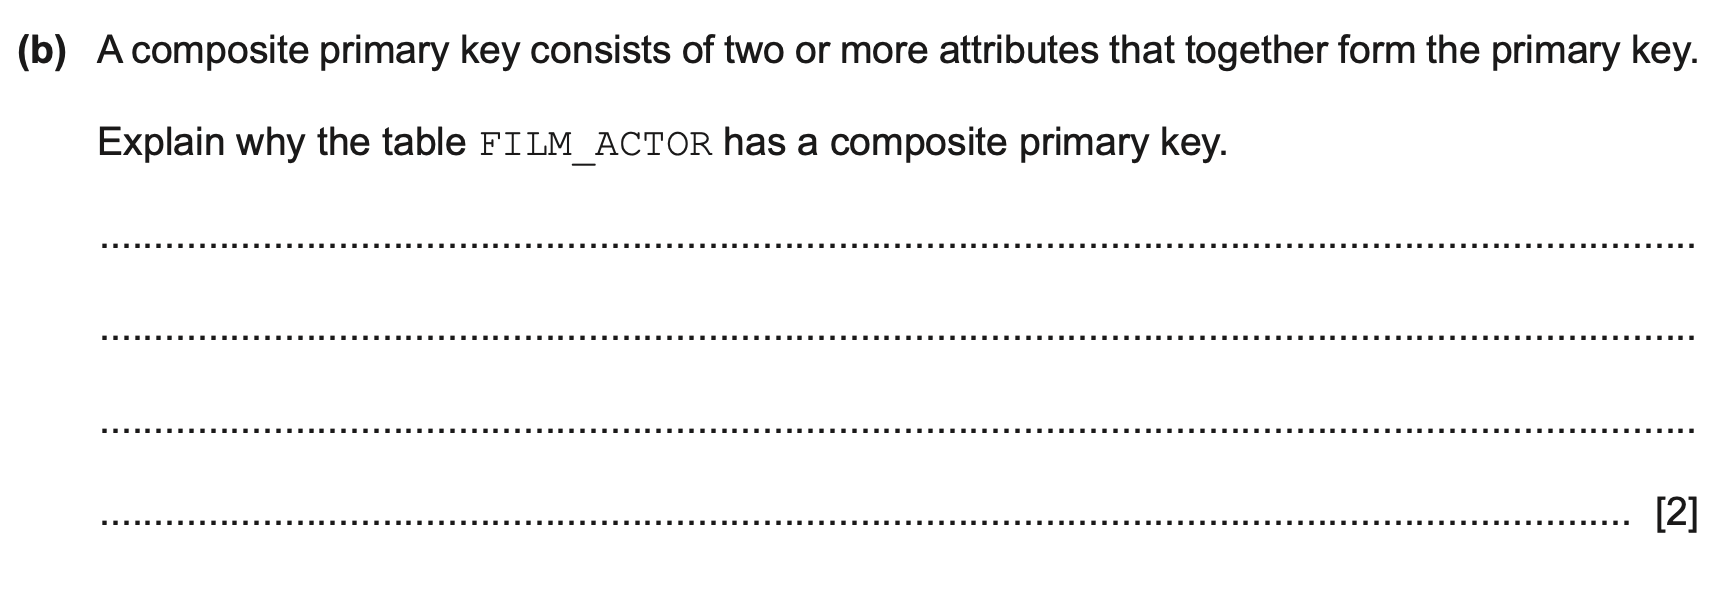 (b) A composite primary key consists of two or more attributes that together form the primary key.
Explain why the table FILM_ACTOR has a composite primary key.
..........................................................................................................................................
..........................................................................................................................................
..........................................................................................................................................
.................................................................................................................................... [2]